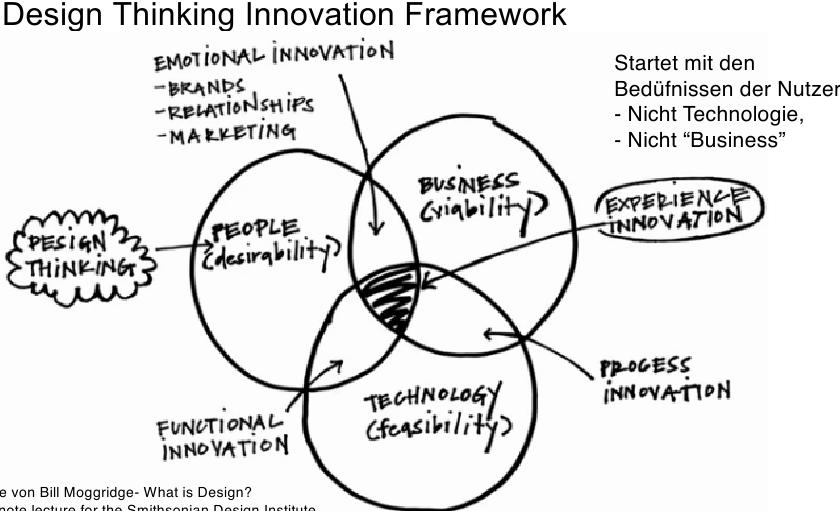 Design Thinking Innovation Framework
EMOTIONAL INNOVATION
-BRANDS
-RELATIONSHIPS
-MARKETING
Startet mit den
Bedüfnissen der Nutzer
- Nicht Technologie,
- Nicht “Business”
BUSINESS
(viability)
EXPERIENCE
INNOVATION
PEOPLE
(desirability)
DESIGN
THINKING
PROCESS
INNOVATION
TECHNOLOGY
(feasibility)
FUNCTIONAL
INNOVATION
e von Bill Moggridge- What is Design?
note lecture for the Smithsonian Design Institute